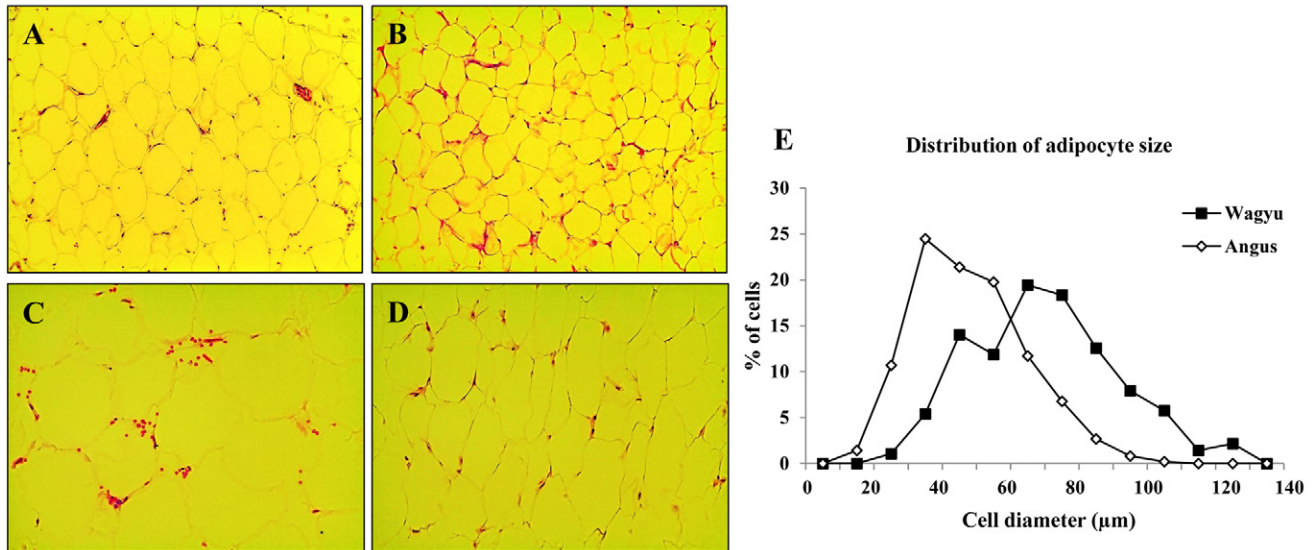 A
B
C
D
E
Distribution of adipocyte size
Wagyu
Angus
% of cells
30
25
20
15
10
5
0
0 20 40 60 80 100 120 140
Cell diameter (µm)